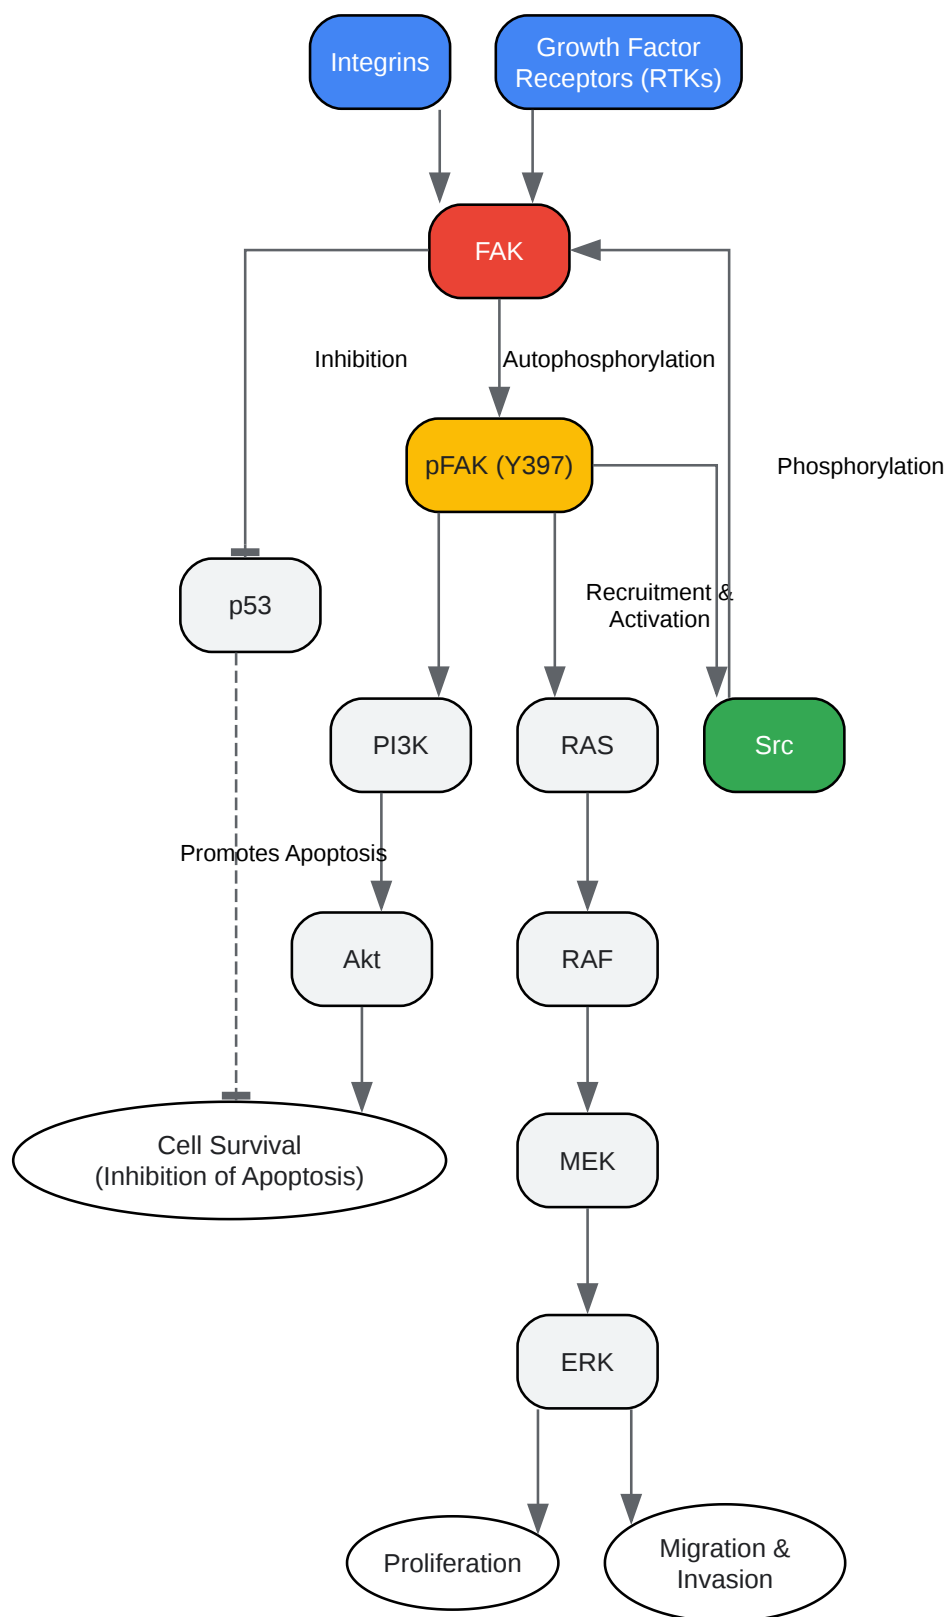 Integrins
Growth Factor
Receptors (RTKs)
FAK
Inhibition
Autophosphorylation
pFAK (Y397)
Phosphorylation
p53
Recruitment &
Activation
PI3K
RAS
Src
Promotes Apoptosis
Akt
RAF
Cell Survival
(Inhibition of Apoptosis)
MEK
ERK
Proliferation
Migration &
Invasion